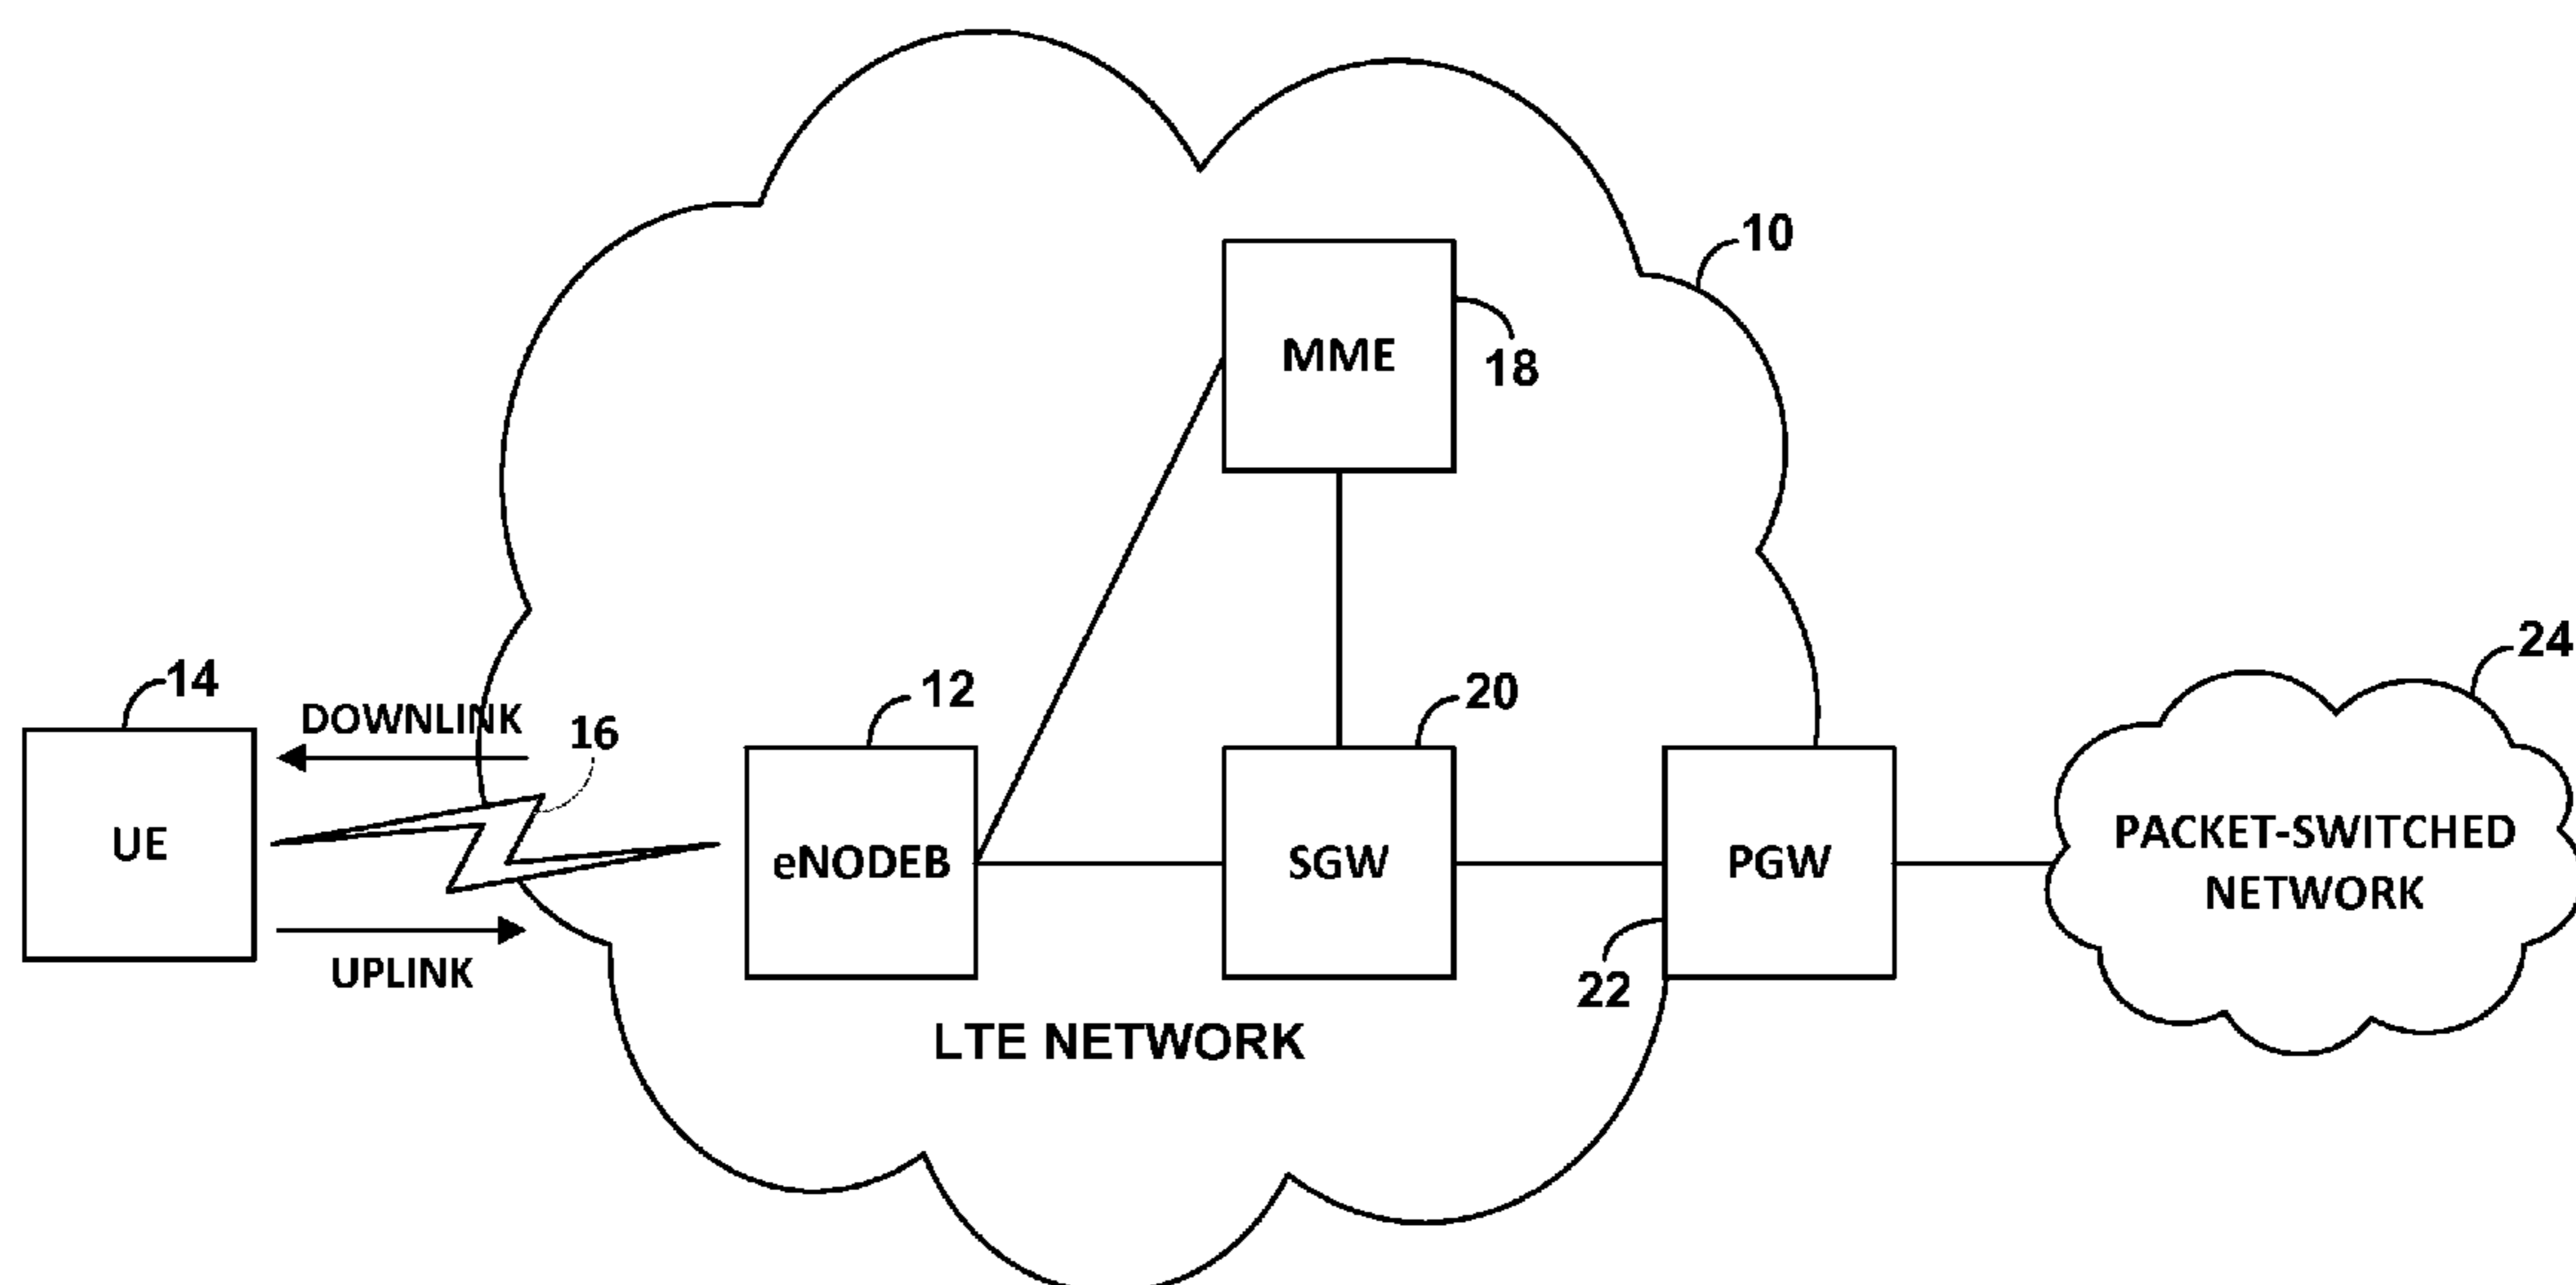 10
MME
18
14
DOWNLINK
16
12
20
24
UE
eNODEB
SGW
PGW
PACKET-SWITCHED
NETWORK
UPLINK
22
LTE NETWORK